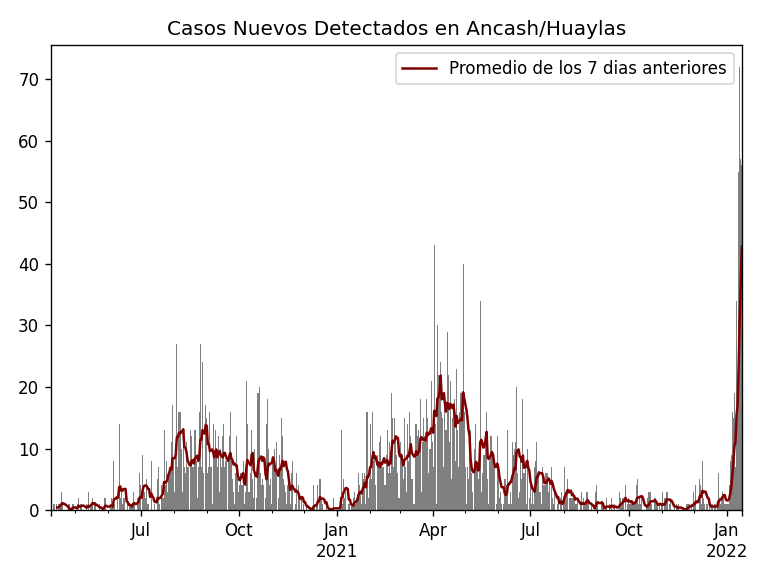 Casos Nuevos Detectados en Ancash/Huaylas
Promedio de los 7 dias anteriores
70
60
50
40
30
20
10
0
Jul
Oct
Jan
2021
Apr
Jul
Oct
Jan
2022